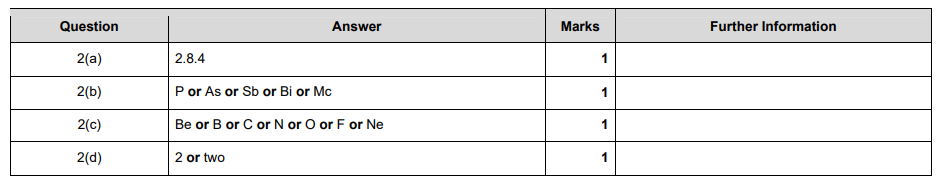 Question Answer Marks Further Information
2(a) 2.8.4 1
2(b) P or As or Sb or Bi or Mc 1
2(c) Be or B or C or N or O or F or Ne 1
2(d) 2 or two 1